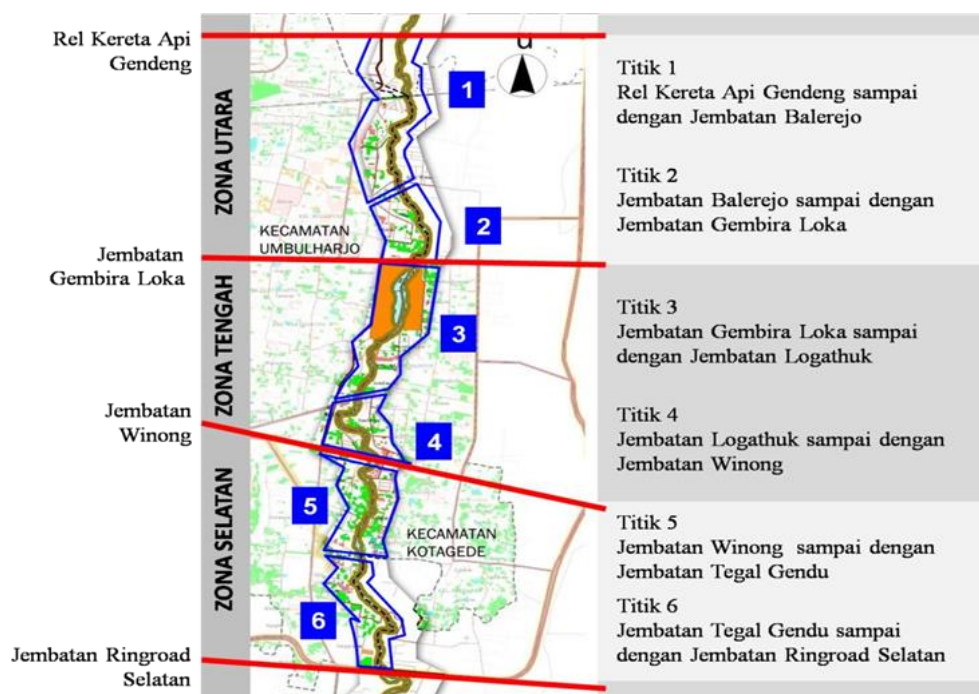 Rel Kereta Api
Gendeng
ZONA UTARA
Jembatan
Gembira Loka
ZONA TENGAH
Jembatan
Winong
ZONA SELATAN
Jembatan Ringroad
Selatan
u
1
2
KECAMATAN
UMBULHARJO
3
4
5
KECAMATAN
KOTAGEDE
6
Titik 1
Rel Kereta Api Gendeng sampai
dengan Jembatan Balerejo
Titik 2
Jembatan Balerejo sampai dengan
Jembatan Gembira Loka
Titik 3
Jembatan Gembira Loka sampai
dengan Jembatan Logathuk
Titik 4
Jembatan Logathuk sampai dengan
Jembatan Winong
Titik 5
Jembatan Winong sampai dengan
Jembatan Tegal Gendu
Titik 6
Jembatan Tegal Gendu sampai
dengan Jembatan Ringroad Selatan